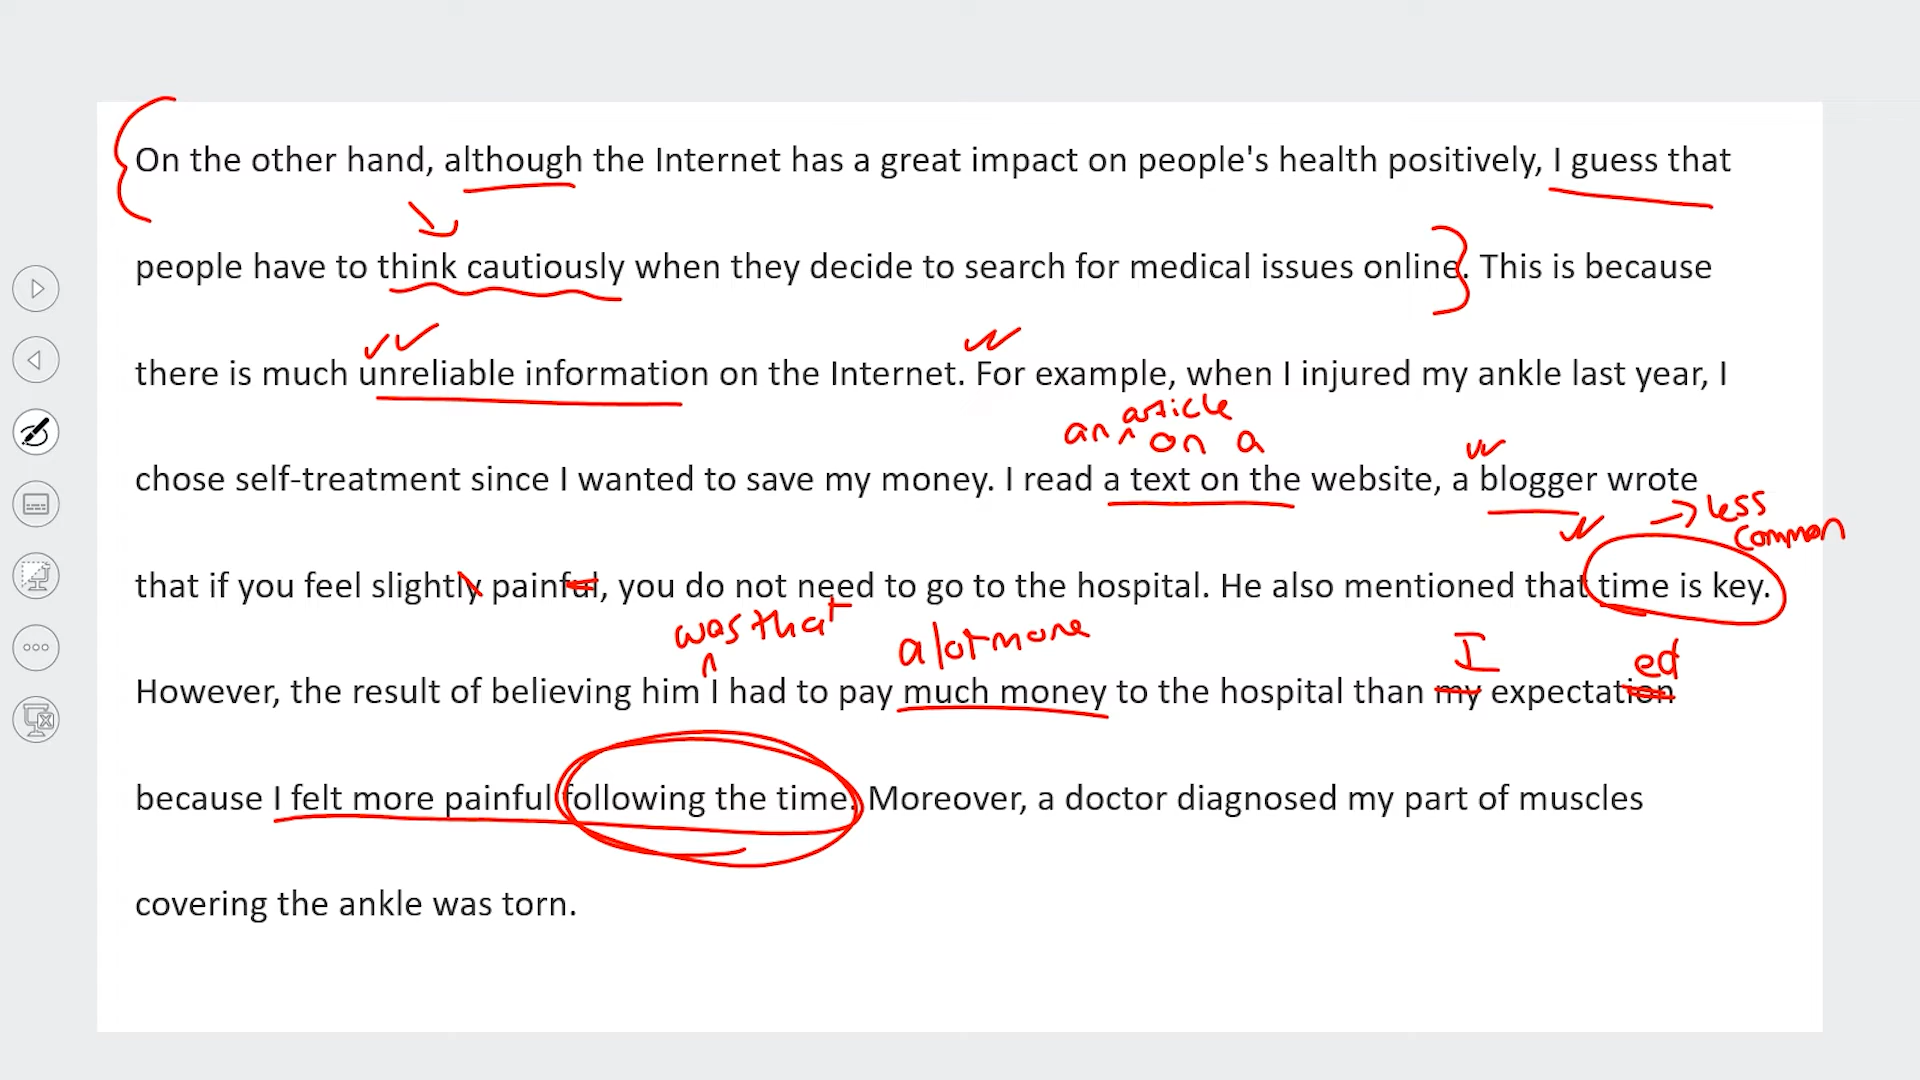 On the other hand, although the Internet has a great impact on people's health positively, I guess that
people have to think cautiously when they decide to search for medical issues online. This is because
there is much unreliable information on the Internet. For example, when I injured my ankle last year, I
an article
on a
chose self-treatment since I wanted to save my money. I read a text on the website, a blogger wrote
less
common
that if you feel slightly painful, you do not need to go to the hospital. He also mentioned that time is key.
was that
a lot more
I
ed
However, the result of believing him I had to pay much money to the hospital than my expectation
because I felt more painful following the time. Moreover, a doctor diagnosed my part of muscles
covering the ankle was torn.